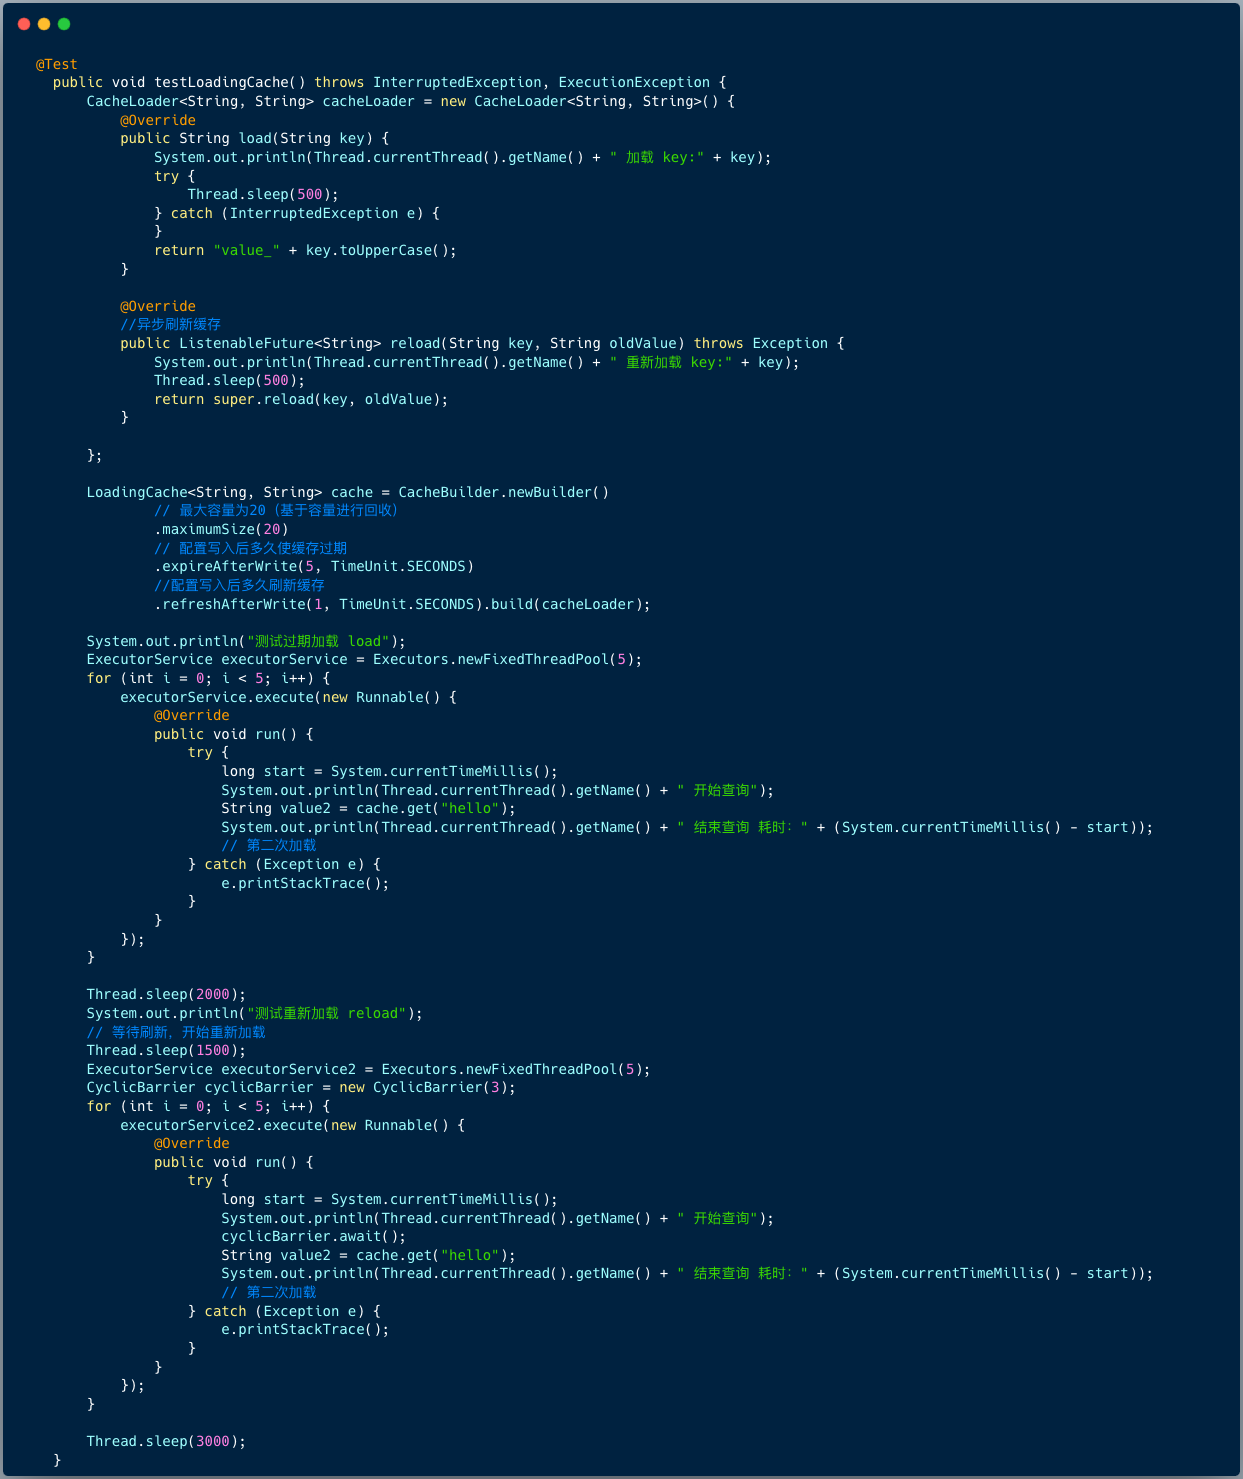 @Test
  public void testLoadingCache() throws InterruptedException, ExecutionException {
      CacheLoader<String, String> cacheLoader = new CacheLoader<String, String>() {
          @Override
          public String load(String key) {
              System.out.println(Thread.currentThread().getName() + " 加载 key:" + key);
              try {
                  Thread.sleep(500);
              } catch (InterruptedException e) {
              }
              return "value_" + key.toUpperCase();
          }

          @Override
          //异步刷新缓存
          public ListenableFuture<String> reload(String key, String oldValue) throws Exception {
              System.out.println(Thread.currentThread().getName() + " 重新加载 key:" + key);
              Thread.sleep(500);
              return super.reload(key, oldValue);
          }

      };

      LoadingCache<String, String> cache = CacheBuilder.newBuilder()
              // 最大容量为20（基于容量进行回收）
              .maximumSize(20)
              // 配置写入后多久使缓存过期
              .expireAfterWrite(5, TimeUnit.SECONDS)
              //配置写入后多久刷新缓存
              .refreshAfterWrite(1, TimeUnit.SECONDS).build(cacheLoader);

      System.out.println("测试过期加载 load");
      ExecutorService executorService = Executors.newFixedThreadPool(5);
      for (int i = 0; i < 5; i++) {
          executorService.execute(new Runnable() {
              @Override
              public void run() {
                  try {
                      long start = System.currentTimeMillis();
                      System.out.println(Thread.currentThread().getName() + " 开始查询");
                      String value2 = cache.get("hello");
                      System.out.println(Thread.currentThread().getName() + " 结束查询 耗时：" + (System.currentTimeMillis() - start));
                      // 第二次加载
                  } catch (Exception e) {
                      e.printStackTrace();
                  }
              }
          });
      }

      Thread.sleep(2000);
      System.out.println("测试重新加载 reload");
      // 等待刷新，开始重新加载
      Thread.sleep(1500);
      ExecutorService executorService2 = Executors.newFixedThreadPool(5);
      CyclicBarrier cyclicBarrier = new CyclicBarrier(3);
      for (int i = 0; i < 5; i++) {
          executorService2.execute(new Runnable() {
              @Override
              public void run() {
                  try {
                      long start = System.currentTimeMillis();
                      System.out.println(Thread.currentThread().getName() + " 开始查询");
                      cyclicBarrier.await();
                      String value2 = cache.get("hello");
                      System.out.println(Thread.currentThread().getName() + " 结束查询 耗时：" + (System.currentTimeMillis() - start));
                      // 第二次加载
                  } catch (Exception e) {
                      e.printStackTrace();
                  }
              }
          });
      }

      Thread.sleep(3000);
  }